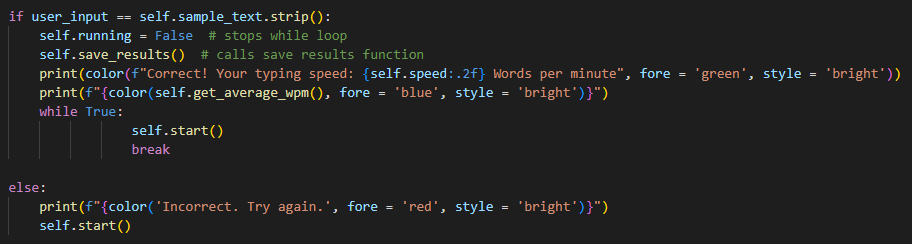 if user_input == self.sample_text.strip():
    self.running = False  # stops while loop
    self.save_results()  # calls save results function
    print(color(f"Correct! Your typing speed: {self.speed:.2f} Words per minute", fore = 'green', style = 'bright'))
    print(f"{color(self.get_average_wpm(), fore = 'blue', style = 'bright')}")
    while True:
                self.start()
                break

else:
    print(f"{color('Incorrect. Try again.', fore = 'red', style = 'bright')}")
    self.start()